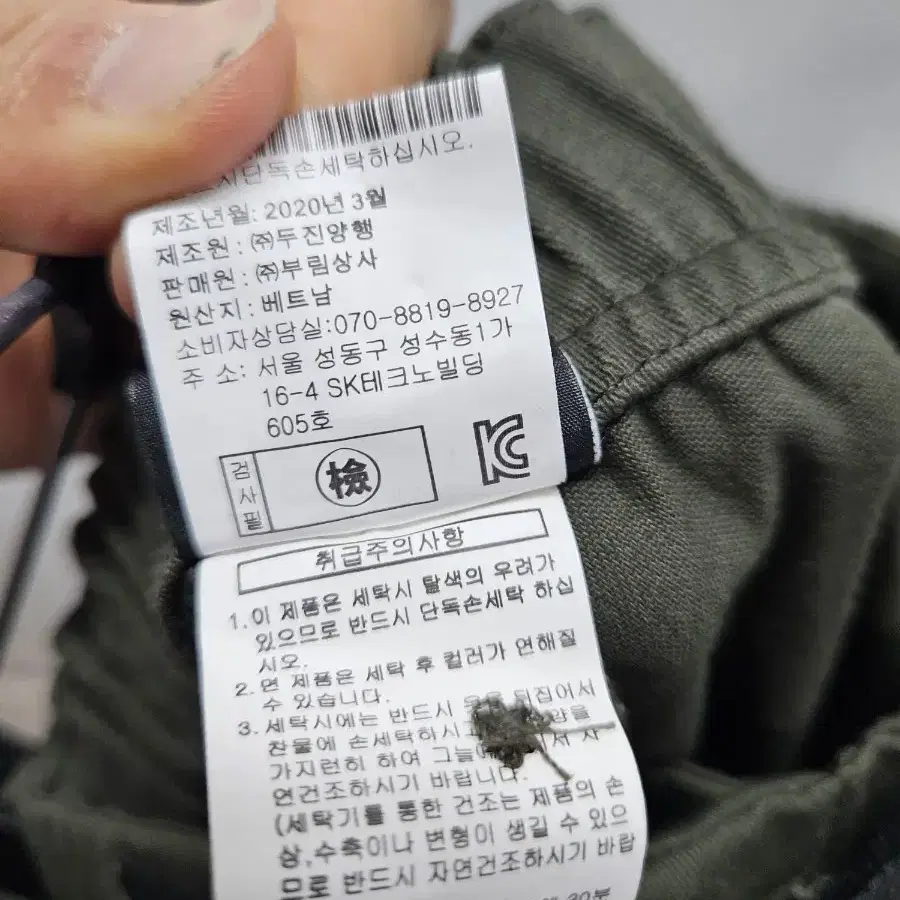 단독손세탁하십시오.
제조년월: 2020년 3월
제조원 : ㈜두진양행
판매원 : ㈜부림상사
원산지 : 베트남
소비자상담실:070-8819-8927
주 소: 서울 성동구 성수동1가
16-4 SK테크노빌딩
605호
검사필
檢
취급주의사항
1. 이 제품은 세탁시 탈색의 우려가
있으므로 반드시 단독손세탁 하십
시오.
2. 면 제품은 세탁 후 컬러가 연해질
수 있습니다.
3. 세탁시에는 반드시 뒤집어서
찬물에 손세탁하시
가지런히 하여 그늘에서 자
연건조하시기 바랍니다.
(세탁기를 통한 건조는 제품의 손
상,수축이나 변형이 생길 수 있으
므로 반드시 자연건조하시기 바랍
30분